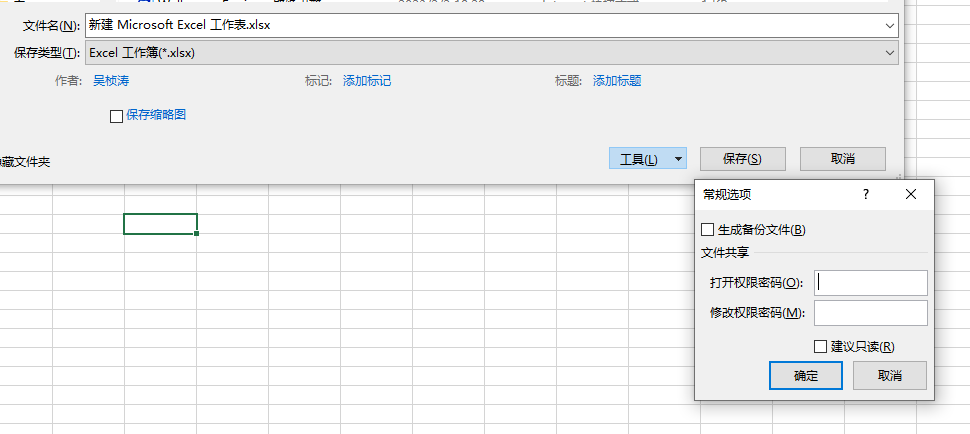 文件名(N): 新建 Microsoft Excel 工作表.xlsx
保存类型(T): Excel 工作簿(*.xlsx)
作者: 吴桢涛 标记: 添加标记 标题: 添加标题
保存缩略图
藏文件夹 工具(L) 保存(S) 取消
常规选项 ? ×
生成备份文件(B)
文件共享
打开权限密码(O):
修改权限密码(M):
建议只读(R)
确定 取消